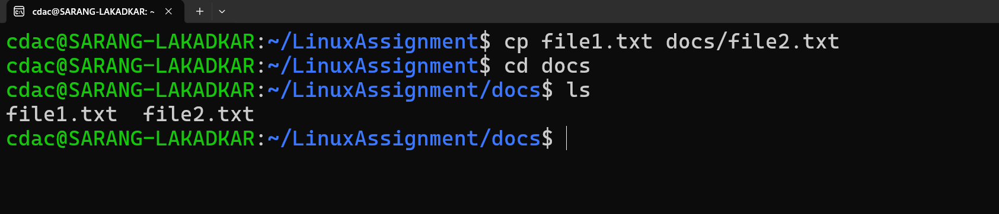 cdac@SARANG-LAKADKAR: ~
cdac@SARANG-LAKADKAR:~/LinuxAssignment$ cp file1.txt docs/file2.txt
cdac@SARANG-LAKADKAR:~/LinuxAssignment$ cd docs
cdac@SARANG-LAKADKAR:~/LinuxAssignment/docs$ ls
file1.txt  file2.txt
cdac@SARANG-LAKADKAR:~/LinuxAssignment/docs$